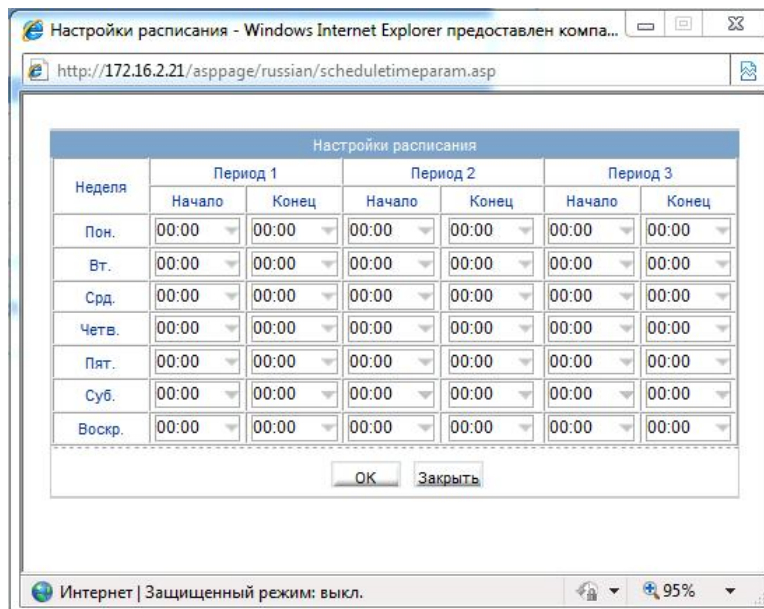 Настройки расписания - Windows Internet Explorer предоставлен компа...
http://172.16.2.21/asppage/russian/scheduletimeparam.asp
Настройки расписания
Неделя Период 1 Период 2 Период 3
Начало Конец Начало Конец Начало Конец
Пон. 00:00 00:00 00:00 00:00 00:00 00:00
Вт. 00:00 00:00 00:00 00:00 00:00 00:00
Срд. 00:00 00:00 00:00 00:00 00:00 00:00
Четв. 00:00 00:00 00:00 00:00 00:00 00:00
Пят. 00:00 00:00 00:00 00:00 00:00 00:00
Суб. 00:00 00:00 00:00 00:00 00:00 00:00
Воскр. 00:00 00:00 00:00 00:00 00:00 00:00
ОК Закрыть
Интернет | Защищенный режим: выкл. 95%